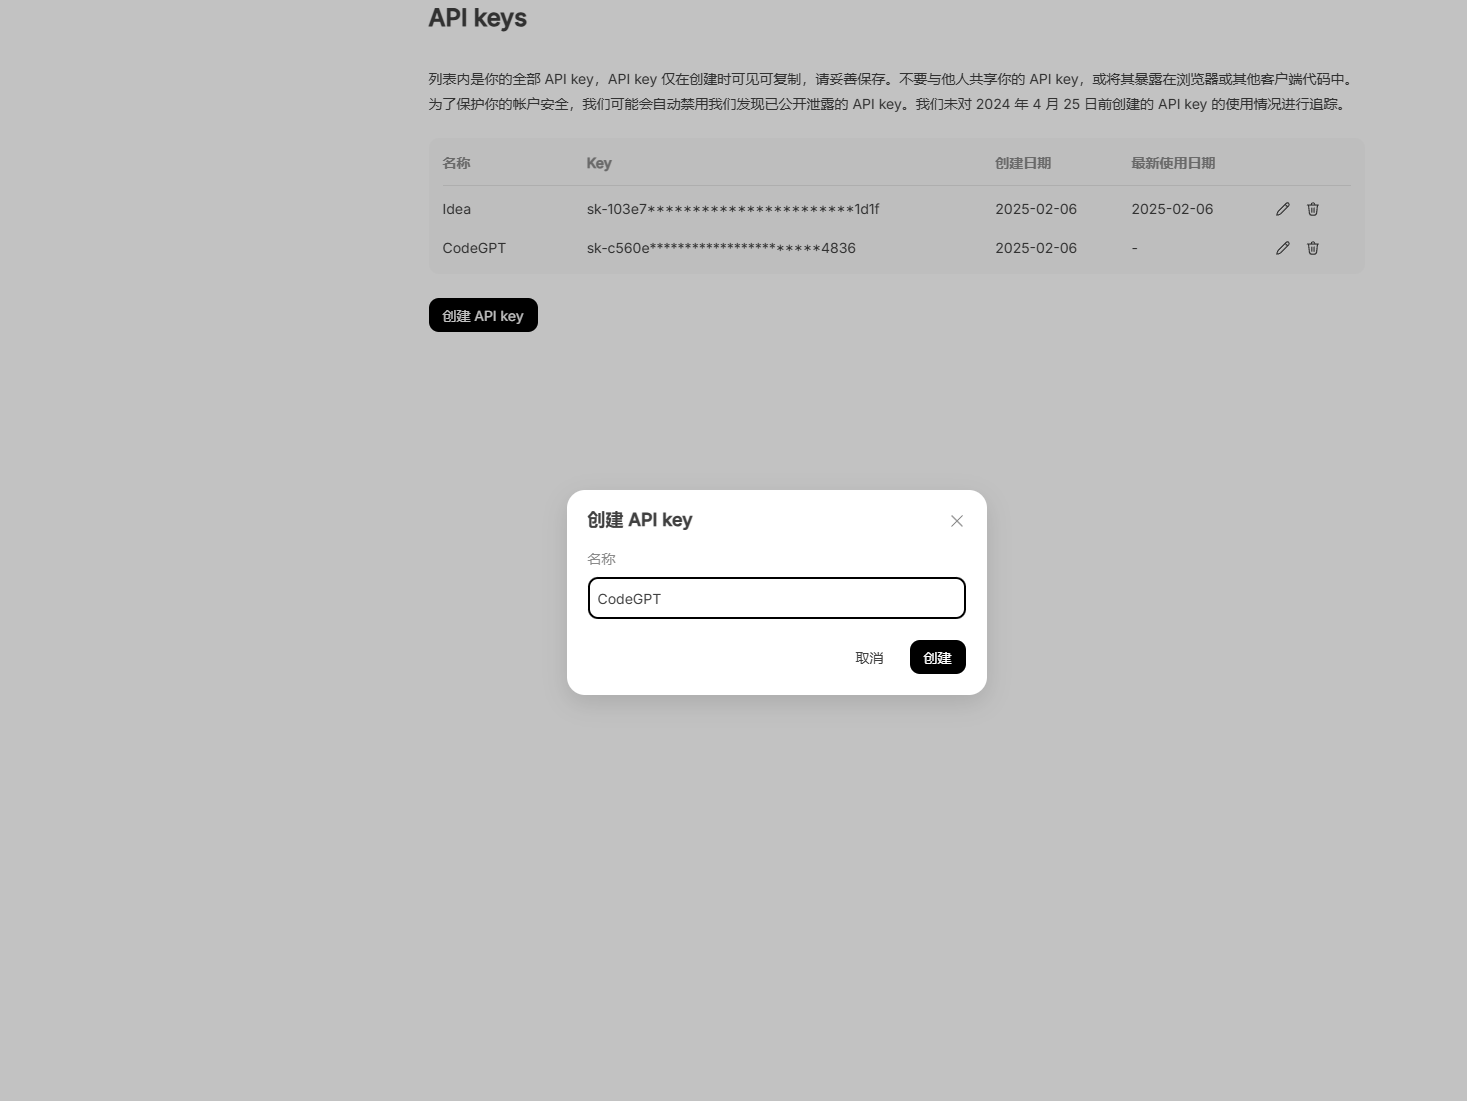 API keys
列表内是你的全部 API key，API key 仅在创建时可见可复制，请妥善保存。不要与他人共享你的 API key，或将其暴露在浏览器或其他客户端代码中。
为了保护你的帐户安全，我们可能会自动禁用我们发现已公开泄露的 API key。我们未对 2024 年 4 月 25 日前创建的 API key 的使用情况进行追踪。
名称 Key 创建日期 最新使用日期
Idea sk-103e7***********************1d1f 2025-02-06 2025-02-06
CodeGPT sk-c560e***********************4836 2025-02-06 -
创建 API key
创建 API key
名称
CodeGPT
取消 创建